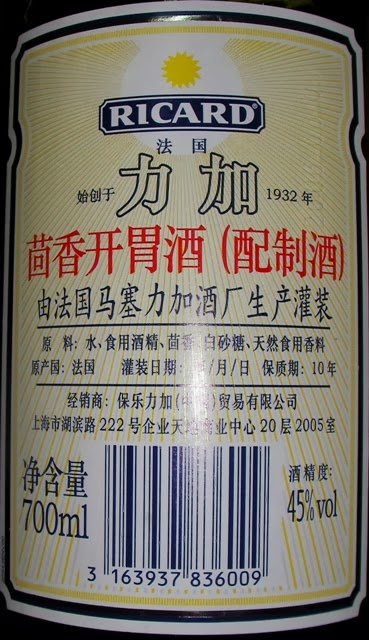 RICARD
法国
力加
始创于 1932年
茴香开胃酒(配制酒)
由法国马塞力加酒厂生产灌装
原料:水、食用酒精、茴香、白砂糖、天然食用香料
原产国:法国 灌装日期: /月/日 保质期:10年
经销商:保乐力加( )贸易有限公司
上海市湖滨路222号企业天地商业中心20层2005室
净含量
700ml
酒精度:
45%vol
3 163937 836009